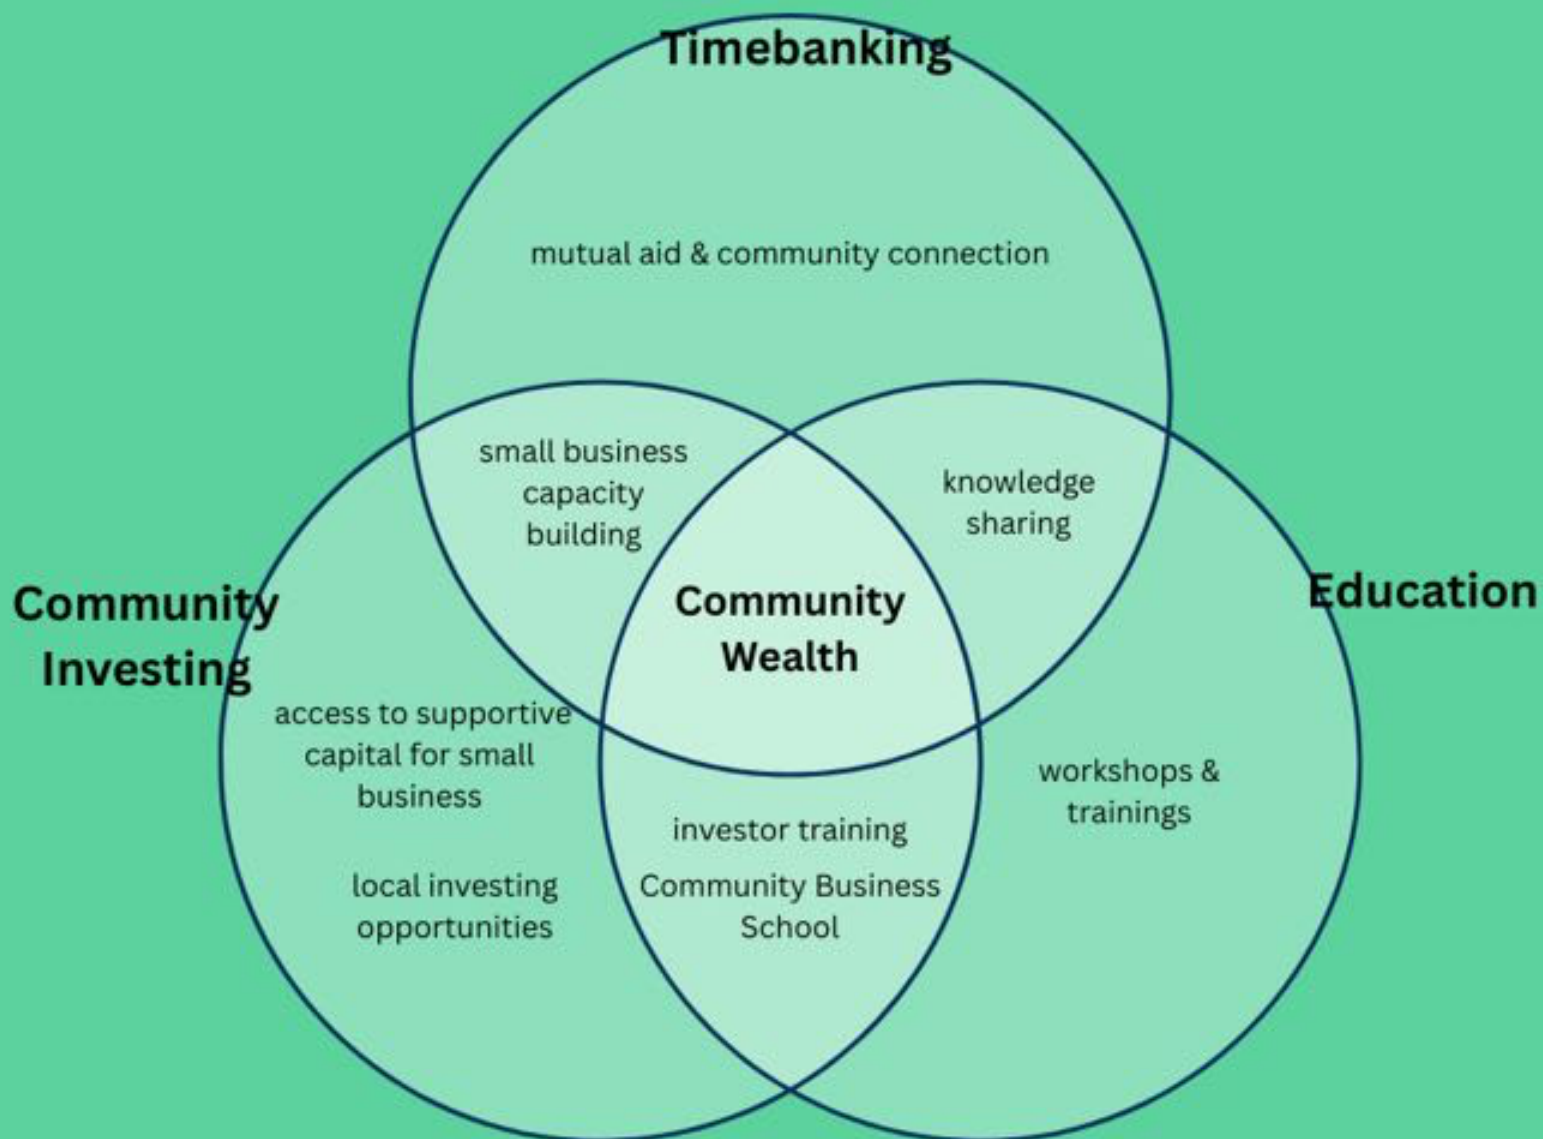 Timebanking
mutual aid & community connection
small business
capacity
building
knowledge
sharing
Community
Investing
Community
Wealth
Education
access to supportive
capital for small
business
workshops &
trainings
investor training
local investing
opportunities
Community Business
School